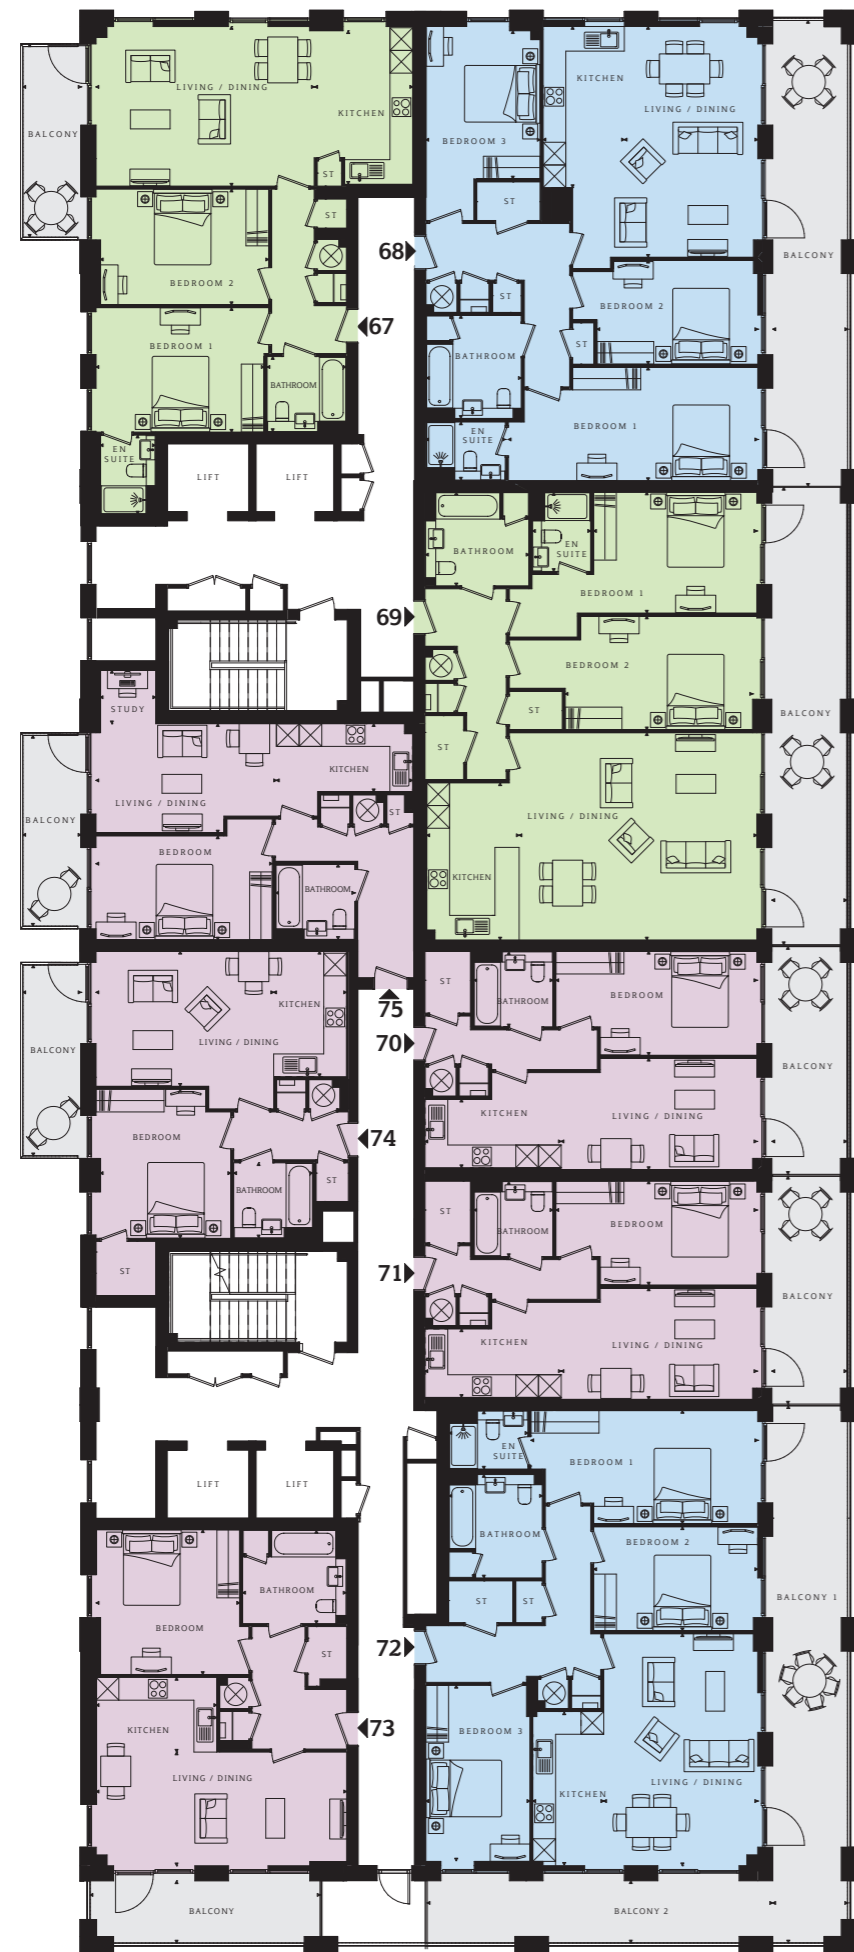 LIVING / DINING
KITCHEN
BALCONY
ST
ST
BEDROOM 2
BEDROOM 1
BATHROOM
EN
SUITE
67
KITCHEN
LIVING / DINING
BEDROOM 3
ST
68
BALCONY
BEDROOM 2
ST
ST
BATHROOM
EN
SUITE
BEDROOM 1
LIFT
LIFT
BATHROOM
EN
SUITE
BEDROOM 1
69
BEDROOM 2
ST
ST
BALCONY
LIVING / DINING
KITCHEN
STUDY
KITCHEN
LIVING / DINING
ST
BALCONY
BEDROOM
BATHROOM
75
ST
BATHROOM
BEDROOM
70
BALCONY
KITCHEN
LIVING / DINING
KITCHEN
LIVING / DINING
BALCONY
BEDROOM
74
BATHROOM
ST
ST
ST
BATHROOM
BEDROOM
71
BALCONY
KITCHEN
LIVING / DINING
LIFT
LIFT
EN
SUITE
BEDROOM 1
BATHROOM
BEDROOM 2
ST
ST
BALCONY 1
72
BEDROOM 3
LIVING / DINING
KITCHEN
BALCONY 2
BATHROOM
BEDROOM
ST
73
KITCHEN
LIVING / DINING
BALCONY